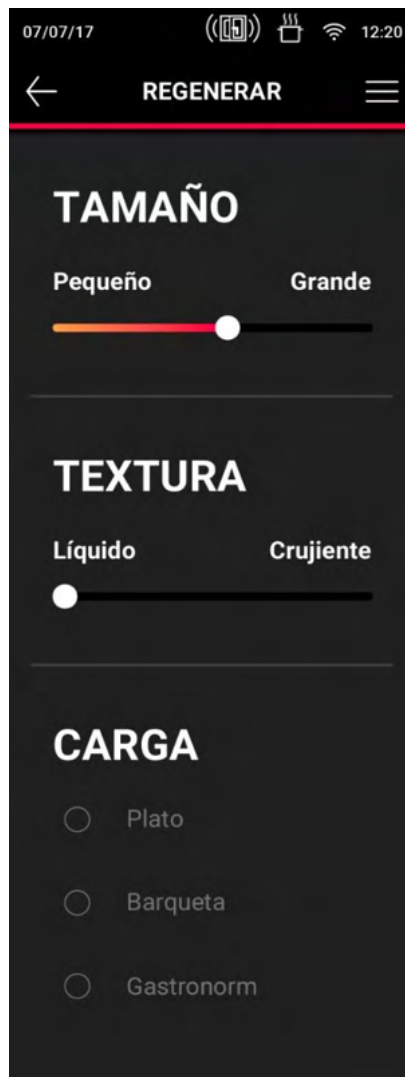 07/07/17 12:20
REGENERAR
TAMAÑO
Pequeño Grande
TEXTURA
Líquido Crujiente
CARGA
Plato
Barqueta
Gastronorm